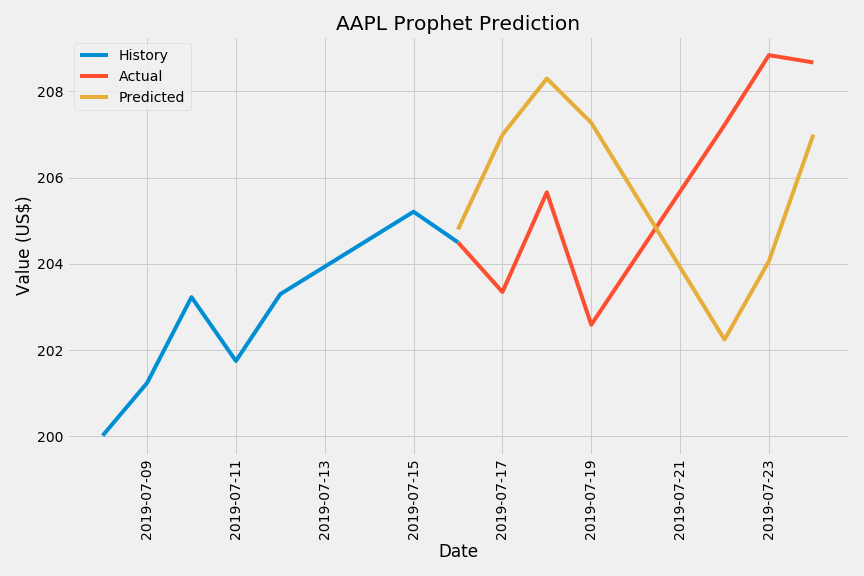 AAPL Prophet Prediction
History
Actual
Predicted
208
206
204
202
200
Value (US$)
2019-07-09
2019-07-11
2019-07-13
2019-07-15
2019-07-17
2019-07-19
2019-07-21
2019-07-23
Date